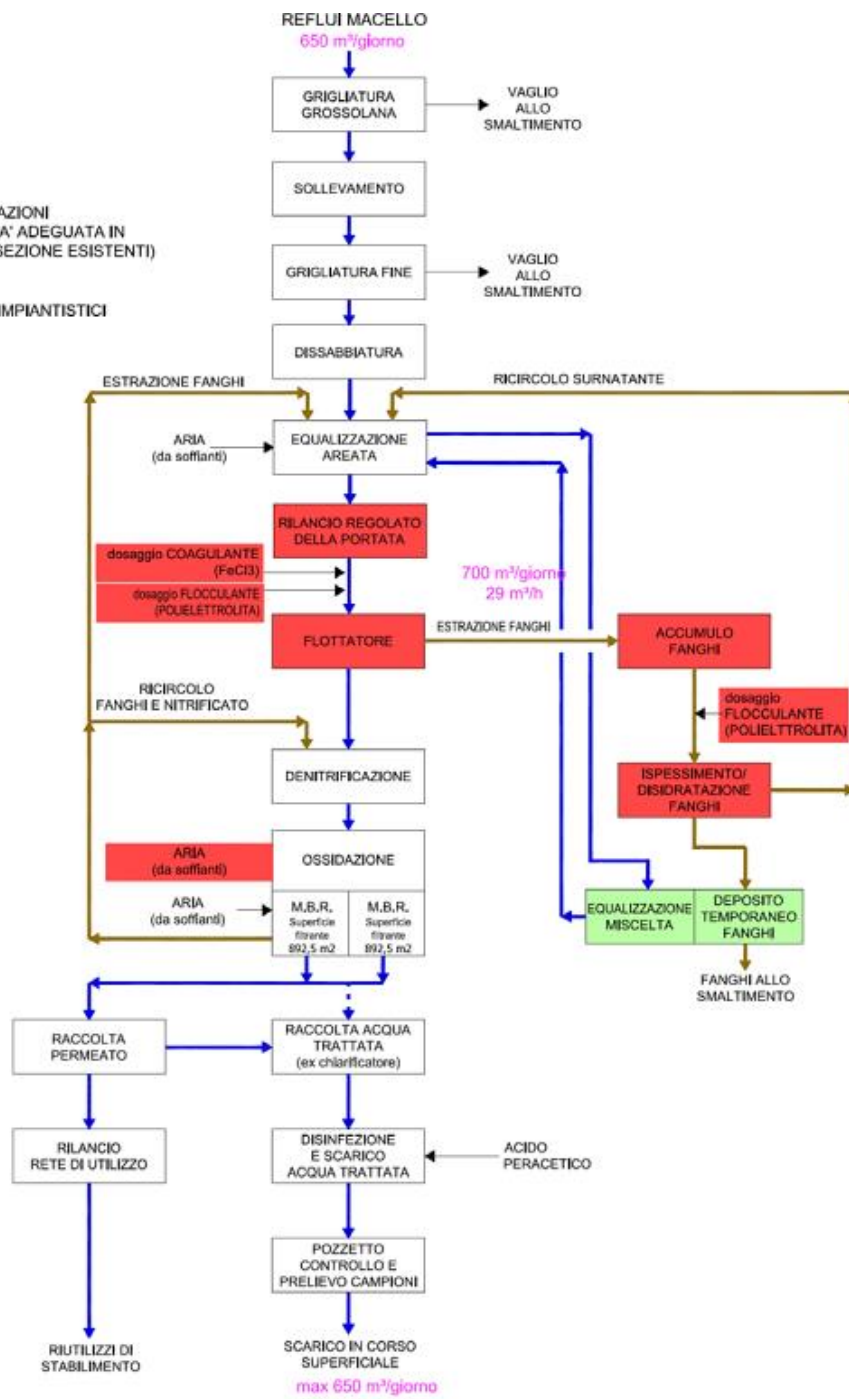 REFLUI MACELLO
650 m³/giorno
GRIGLIATURA
GROSSOLANA
VAGLIO
ALLO
SMALTIMENTO
SOLLEVAMENTO
AZIONI
A' ADEGUATA IN
SEZIONE ESISTENTI)
GRIGLIATURA FINE
VAGLIO
ALLO
SMALTIMENTO
IMPIANTISTICI
DISSABBIATURA
ESTRAZIONE FANGHI
RICIRCOLO SURNATANTE
ARIA
(da soffianti)
EQUALIZZAZIONE
AREATA
RILANCIO REGOLATO
DELLA PORTATA
dosaggio COAGULANTE
(FeCl3)
dosaggio FLOCCULANTE
(POLIELETTROLITA)
700 m³/giorno
29 m³/h
FLOTTATORE
ESTRAZIONE FANGHI
ACCUMULO
FANGHI
RICIRCOLO
FANGHI E NITRIFICATO
dosaggio
FLOCCULANTE
(POLIELTTROLITA)
DENITRIFICAZIONE
ISPESSIMENTO/
DISIDRATAZIONE
FANGHI
ARIA
(da soffianti)
OSSIDAZIONE
ARIA
(da soffianti)
M.B.R.
Superficie
filtrante
892,5 m2
M.B.R.
Superficie
filtrante
892,5 m2
EQUALIZZAZIONE
MISCELTA
DEPOSITO
TEMPORANEO
FANGHI
FANGHI ALLO
SMALTIMENTO
RACCOLTA
PERMEATO
RACCOLTA ACQUA
TRATTATA
(ex chiarificatore)
RILANCIO
RETE DI UTILIZZO
DISINFEZIONE
E SCARICO
ACQUA TRATTATA
ACIDO
PERACETICO
POZZETTO
CONTROLLO E
PRELIEVO CAMPIONI
RIUTILIZZI DI
STABILIMENTO
SCARICO IN CORSO
SUPERFICIALE
max 650 m³/giorno